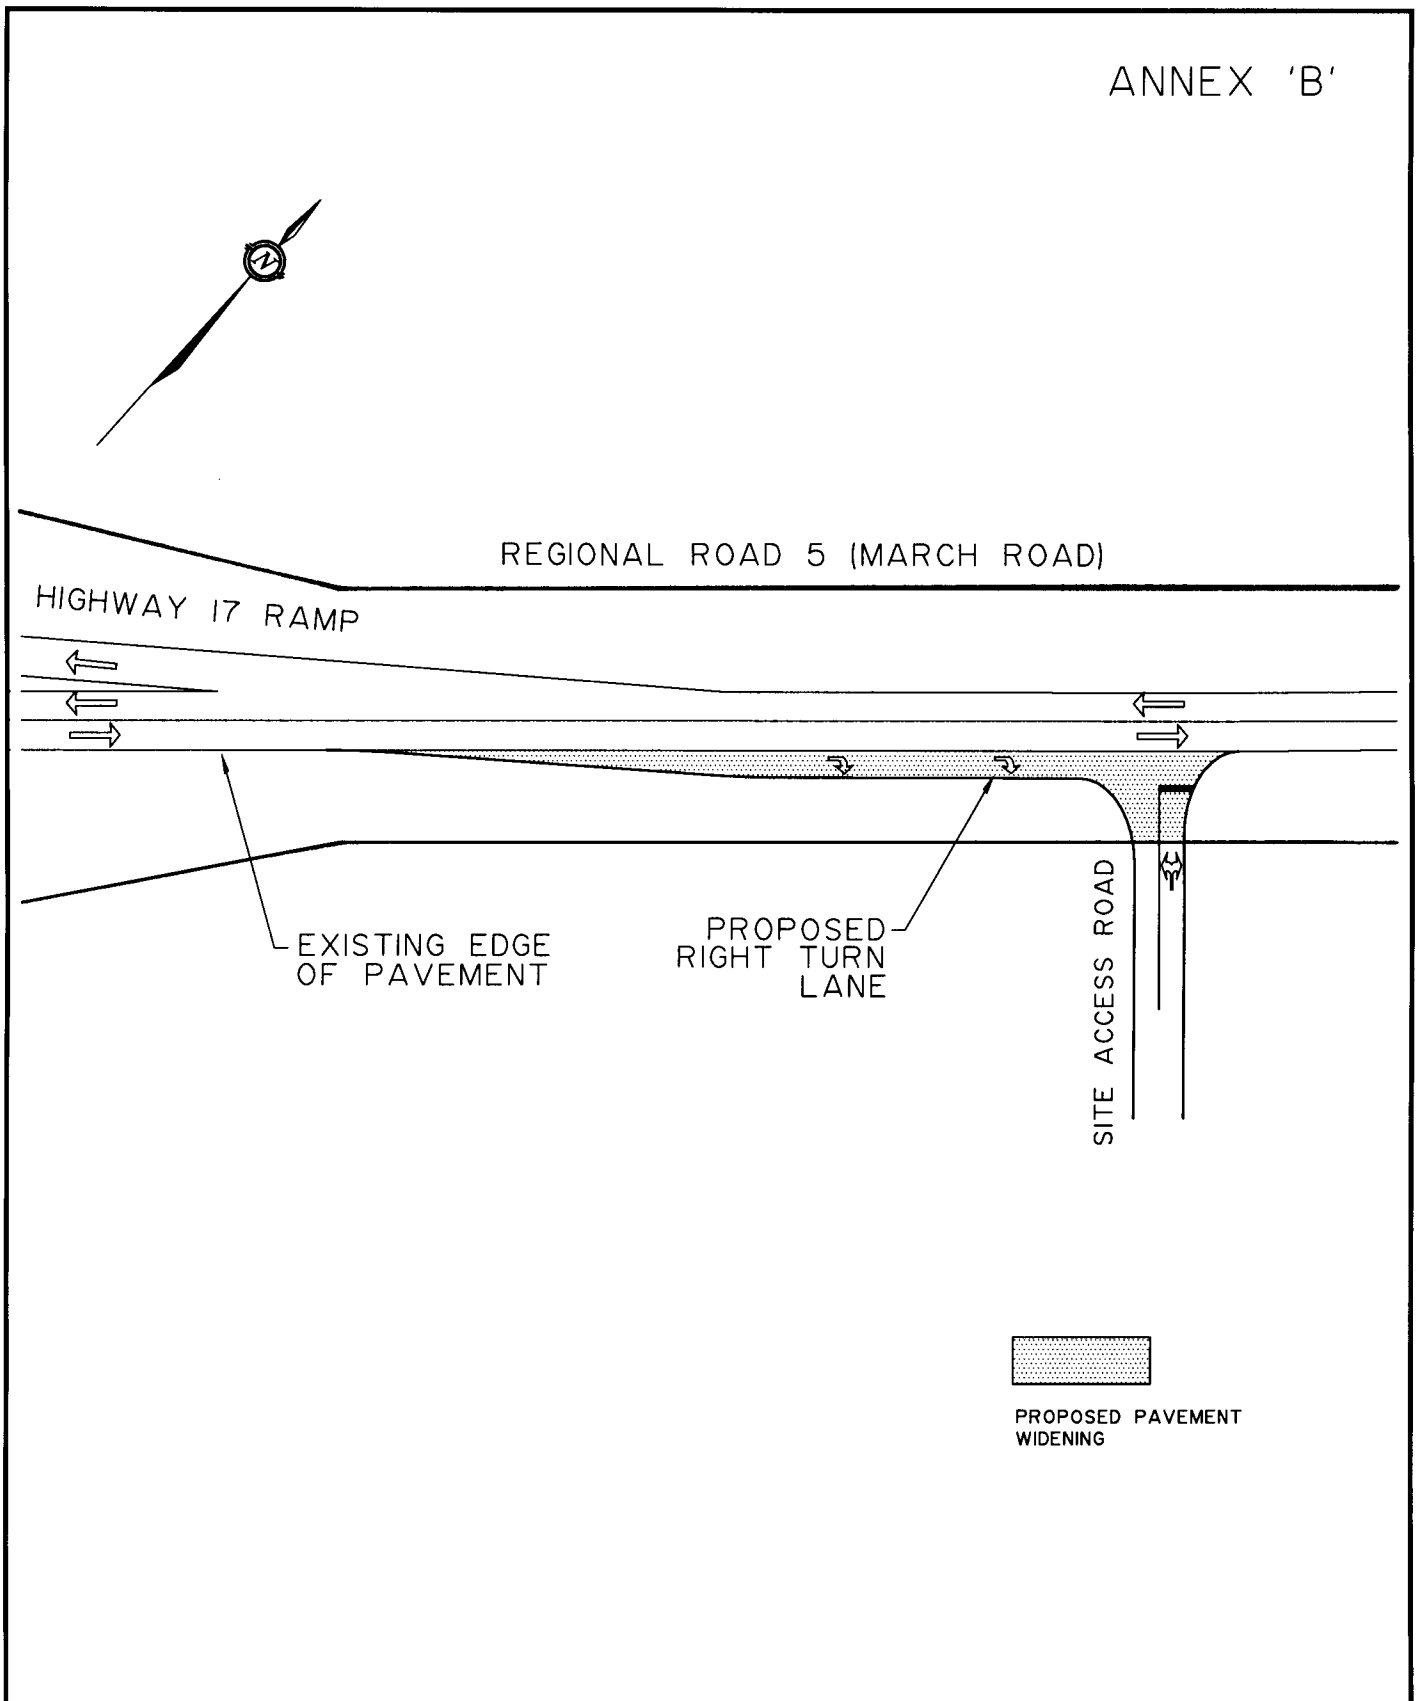 ANNEX 'B'
N
REGIONAL ROAD 5 (MARCH ROAD)
HIGHWAY 17 RAMP
EXISTING EDGE
OF PAVEMENT
PROPOSED
RIGHT TURN
LANE
SITE ACCESS ROAD
PROPOSED PAVEMENT
WIDENING